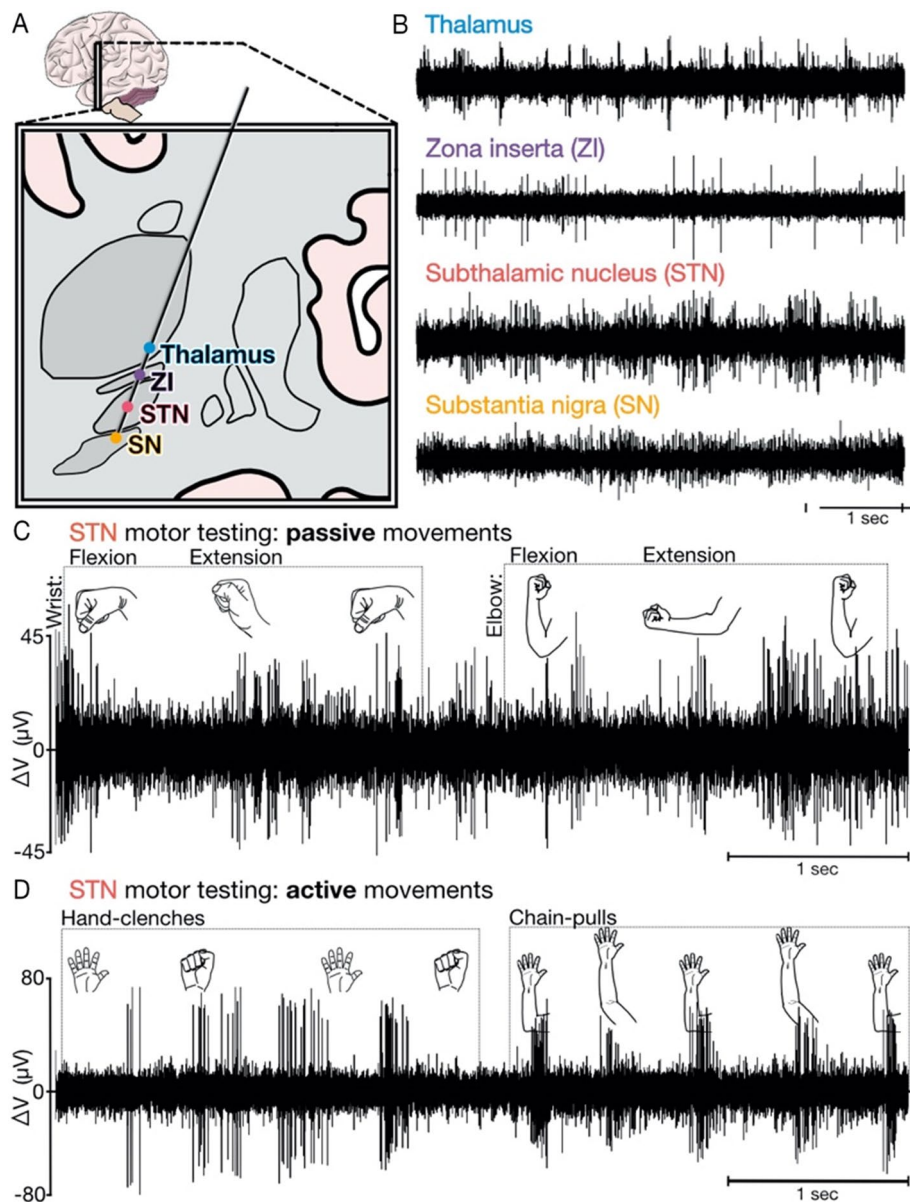 A
B
Thalamus
Zona inserta (ZI)
Subthalamic nucleus (STN)
Substantia nigra (SN)
1 sec
Thalamus
ZI
STN
SN
C
STN motor testing: passive movements
Flexion
Extension
Flexion
Extension
Wrist:
Elbow:
45
0
-45
ΔV (μV)
1 sec
D
STN motor testing: active movements
Hand-clenches
Chain-pulls
80
0
-80
ΔV (μV)
1 sec